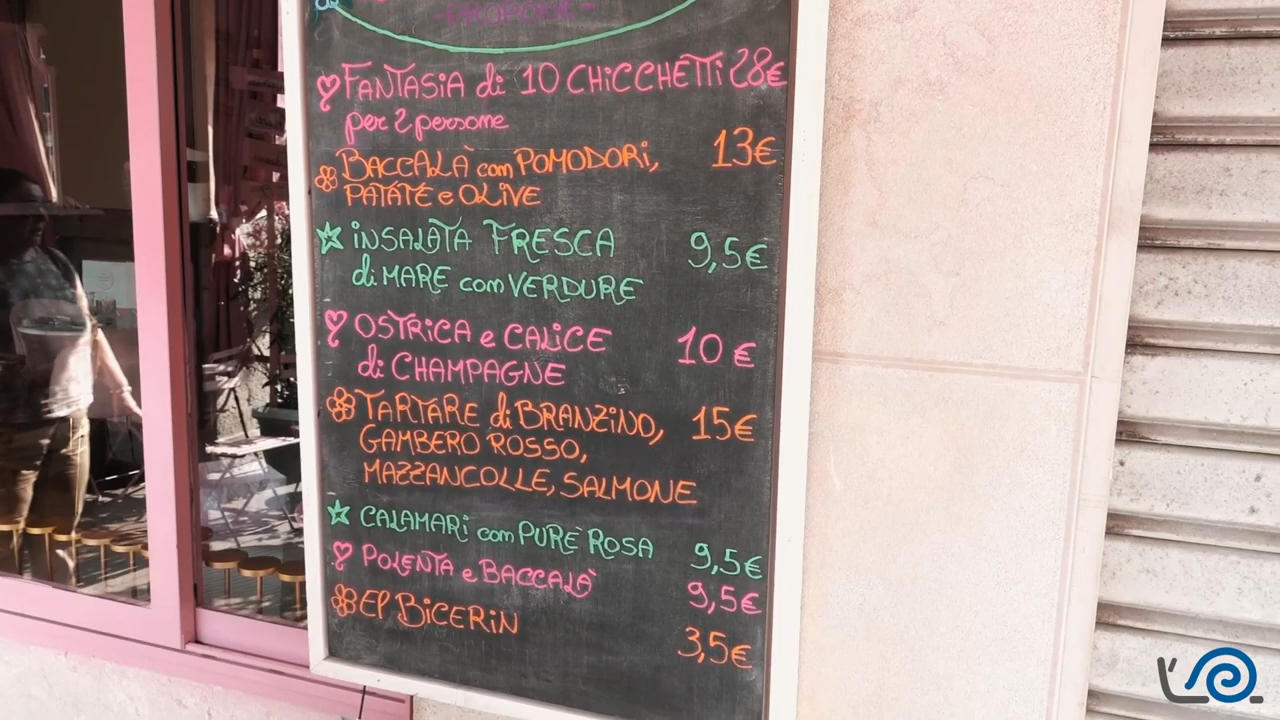 -PROPONE-
FANTASIA di 10 CHICCHETTI 28€
per 2 persone
BACCALÀ con POMODORI, 13€
PATATE e OLIVE
INSALATA FRESCA 9,5€
di MARE con VERDURE
OSTRICA e CALICE 10€
di CHAMPAGNE
TARTARE di BRANZINO, 15€
GAMBERO ROSSO,
MAZZANCOLLE, SALMONE
CALAMARI con PURÈ ROSA 9,5€
POLENTA e BACCALÀ 9,5€
El BICERIN 3,5€